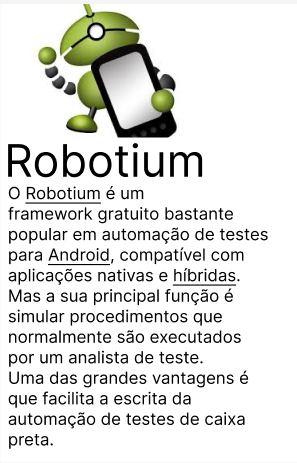 Robotium
O Robotium é um
framework gratuito bastante
popular em automação de testes
para Android, compatível com
aplicações nativas e híbridas.
Mas a sua principal função é
simular procedimentos que
normalmente são executados
por um analista de teste.
Uma das grandes vantagens é
que facilita a escrita da
automação de testes de caixa
preta.